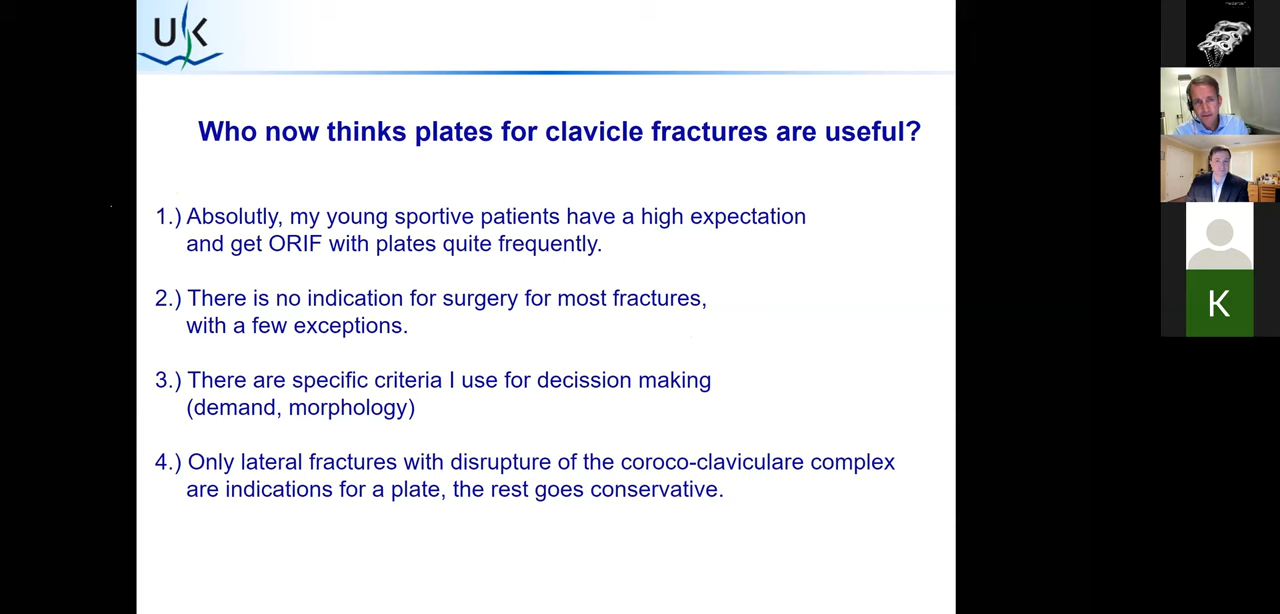 UK
Who now thinks plates for clavicle fractures are useful?
1.) Absolutly, my young sportive patients have a high expectation
and get ORIF with plates quite frequently.
2.) There is no indication for surgery for most fractures,
with a few exceptions.
3.) There are specific criteria I use for decission making
(demand, morphology)
4.) Only lateral fractures with disrupture of the coroco-claviculare complex
are indications for a plate, the rest goes conservative.
K